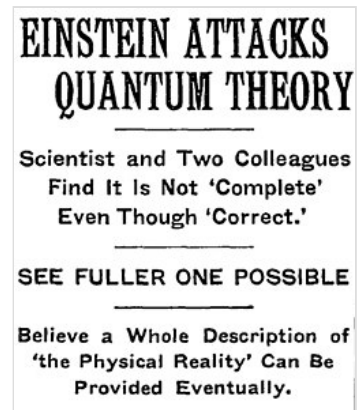 EINSTEIN ATTACKS
QUANTUM THEORY
Scientist and Two Colleagues
Find It Is Not ‘Complete’
Even Though ‘Correct.’
SEE FULLER ONE POSSIBLE
Believe a Whole Description of
‘the Physical Reality’ Can Be
Provided Eventually.